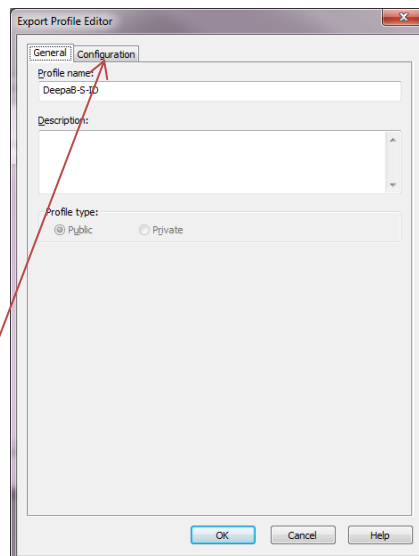 Export Profile Editor
General Configuration
Profile name:
DeepaB-S-ID
Description:
Profile type:
Public Private
OK Cancel Help